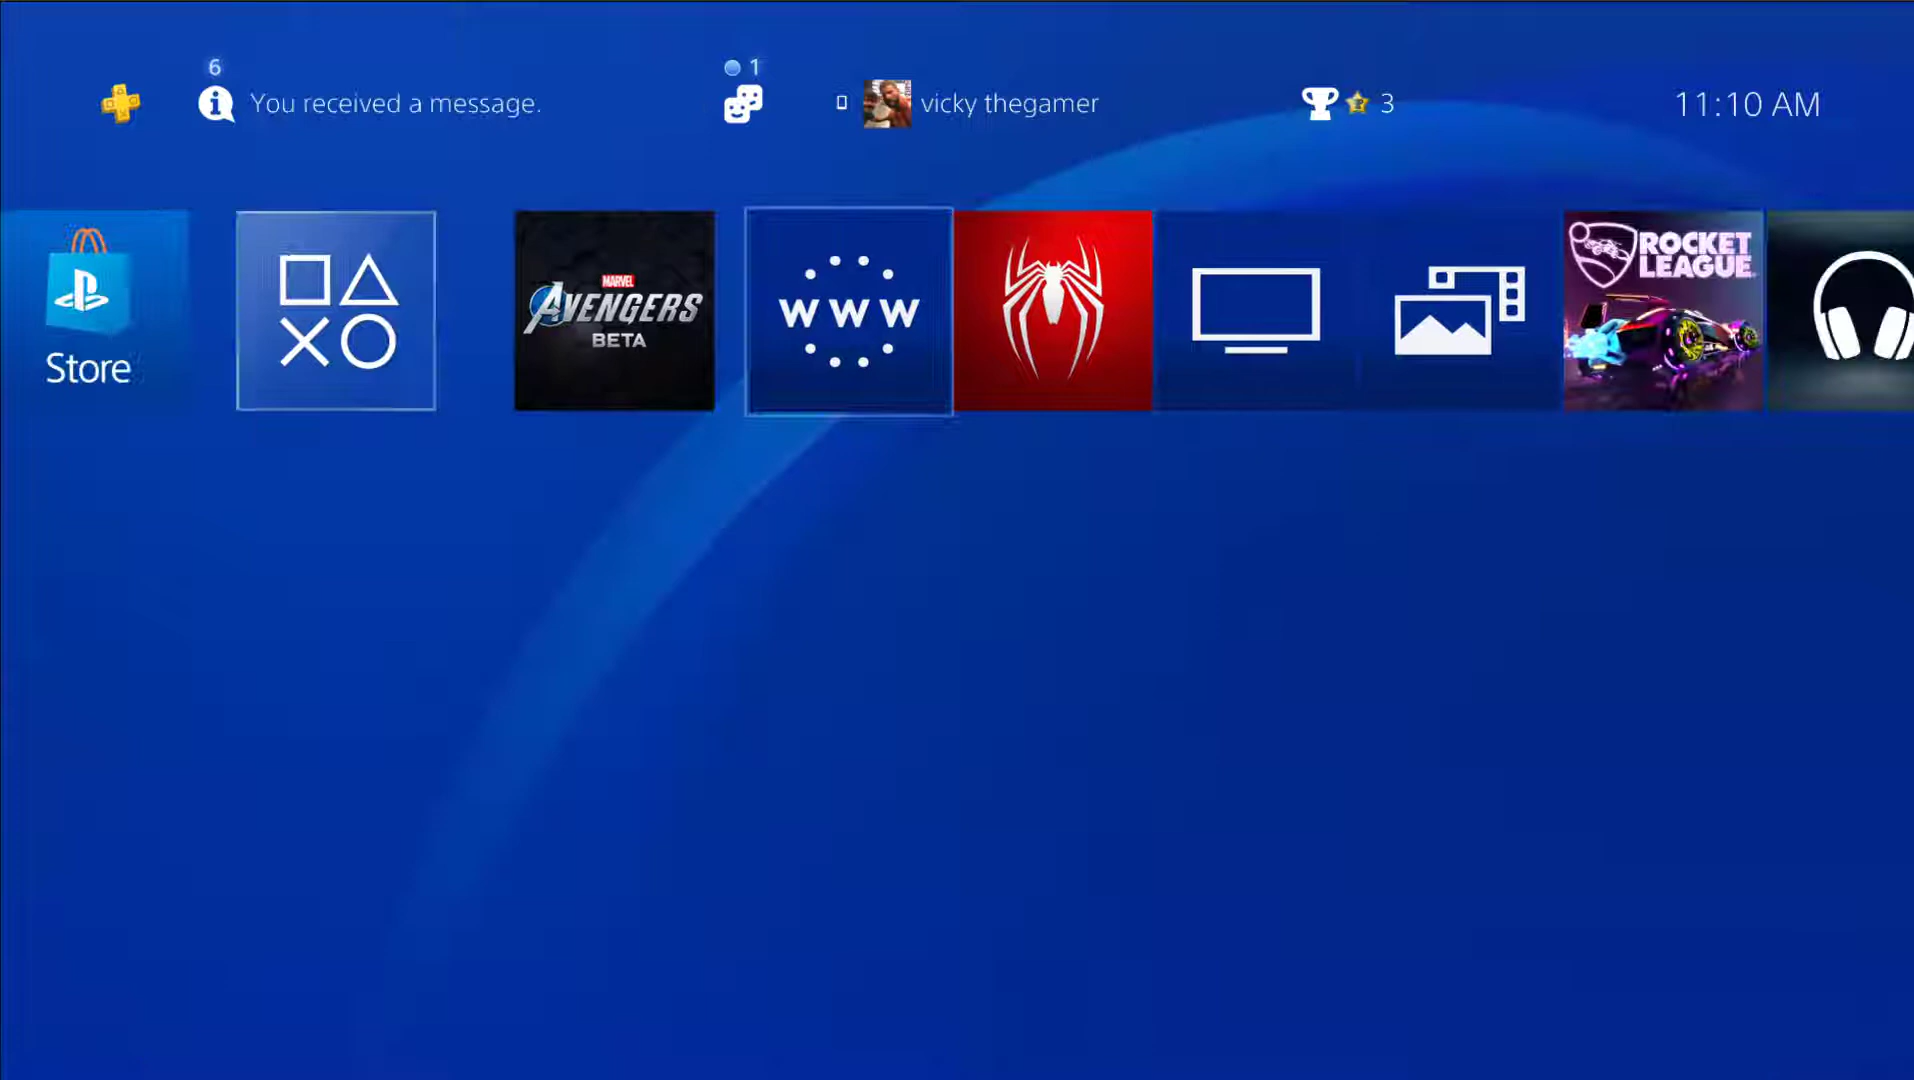 6
You received a message.
1
vicky thegamer
3
11:10 AM
Store
MARVEL
AVENGERS
BETA
WWW
ROCKET
LEAGUE